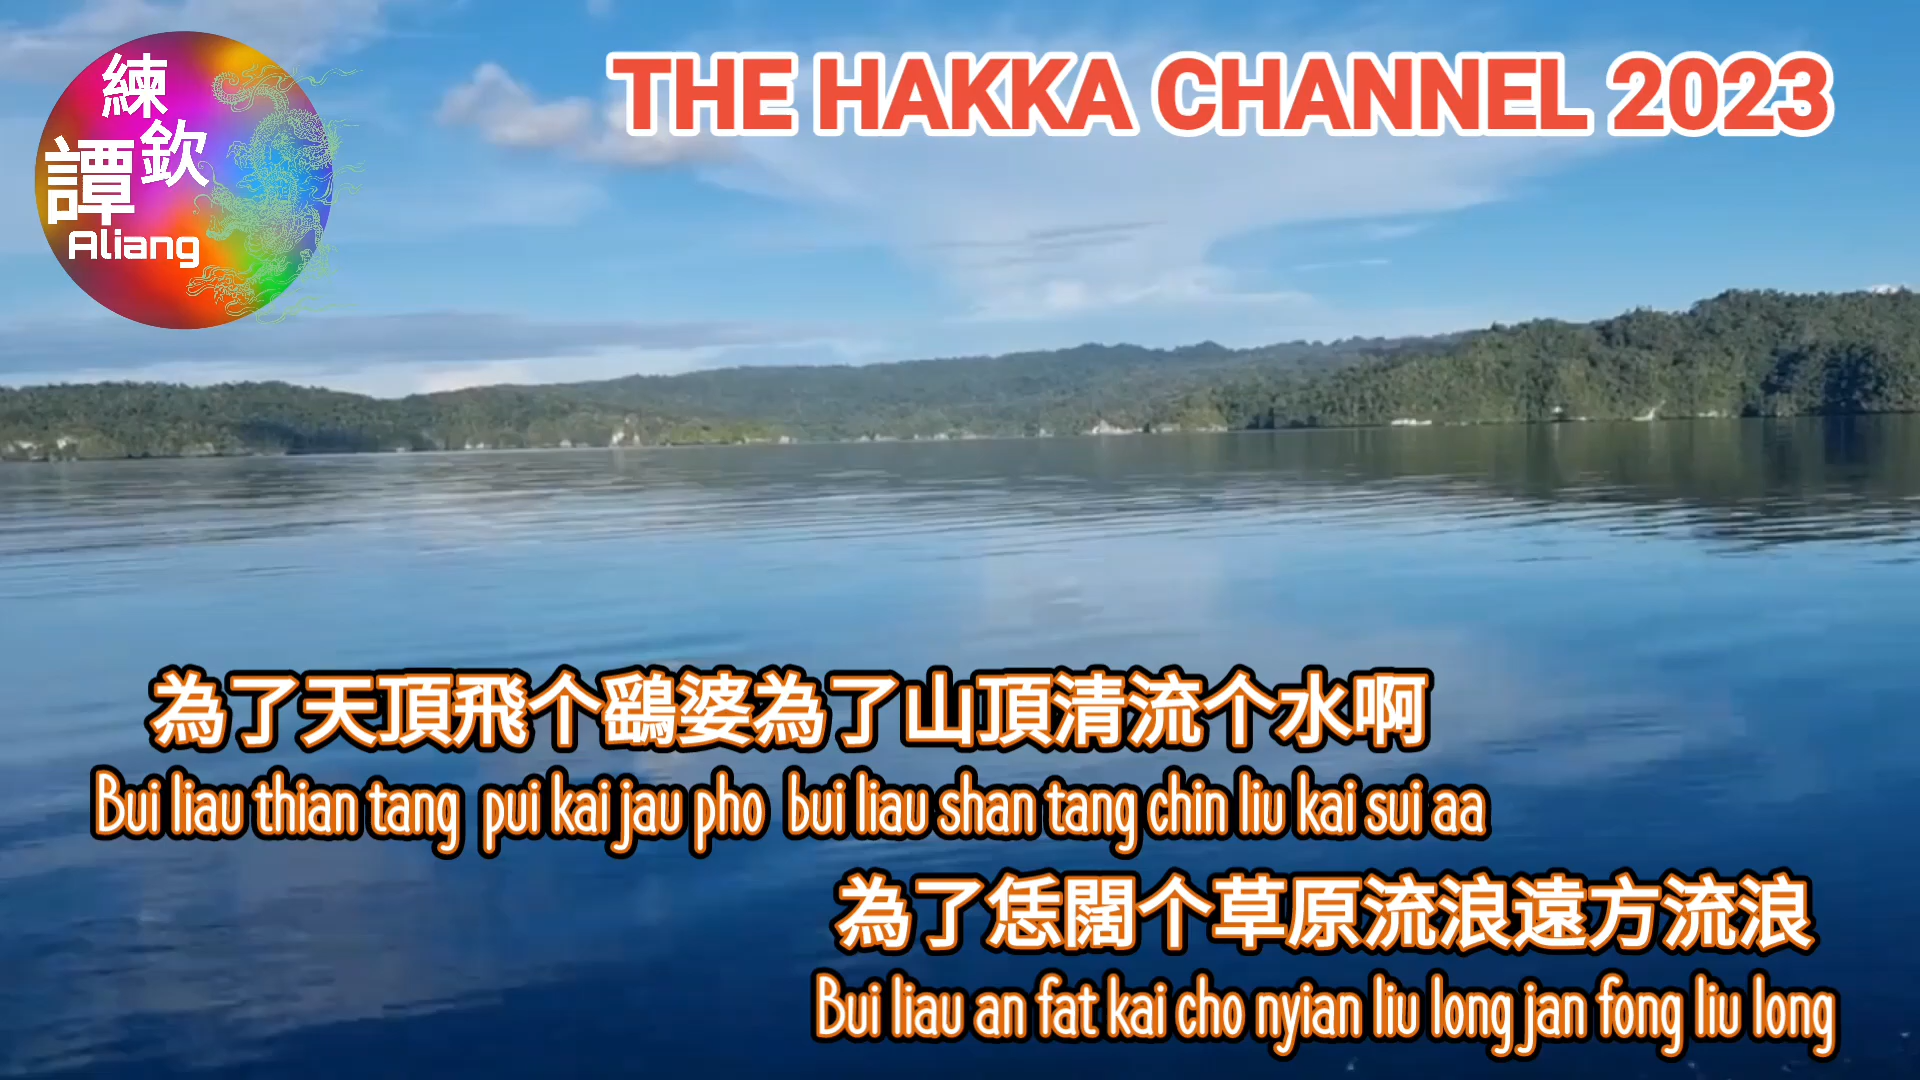 練
欽
譚
Aliang
THE HAKKA CHANNEL 2023
為了天頂飛个鷂婆為了山頂清流个水啊
Bui liau thian tang pui kai jau pho bui liau shan tang chin liu kai sui aa
為了恁闊个草原流浪遠方流浪
Bui liau an fat kai cho nyian liu long jan fong liu long